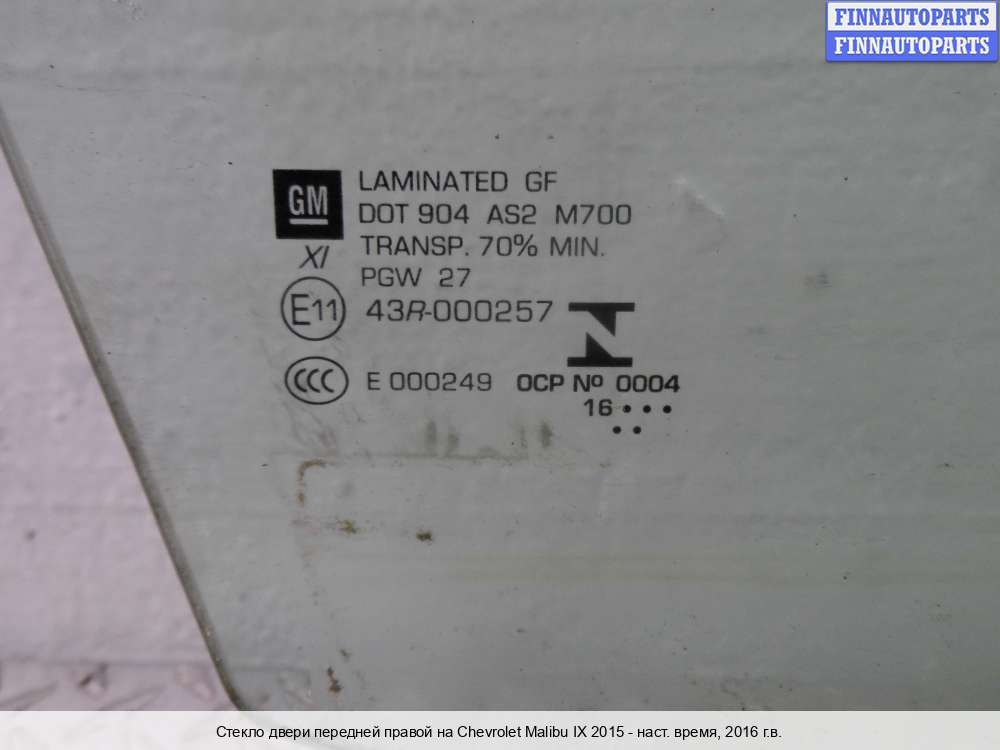 FINNAUTOPARTS
FINNAUTOPARTS
GM LAMINATED GF
DOT 904 AS2 M700
XI TRANSP. 70% MIN.
PGW 27
E11 43R-000257
CCC E 000249 OCP Nº 0004
16
Стекло двери передней правой на Chevrolet Malibu IX 2015 - наст. время, 2016 г.в.